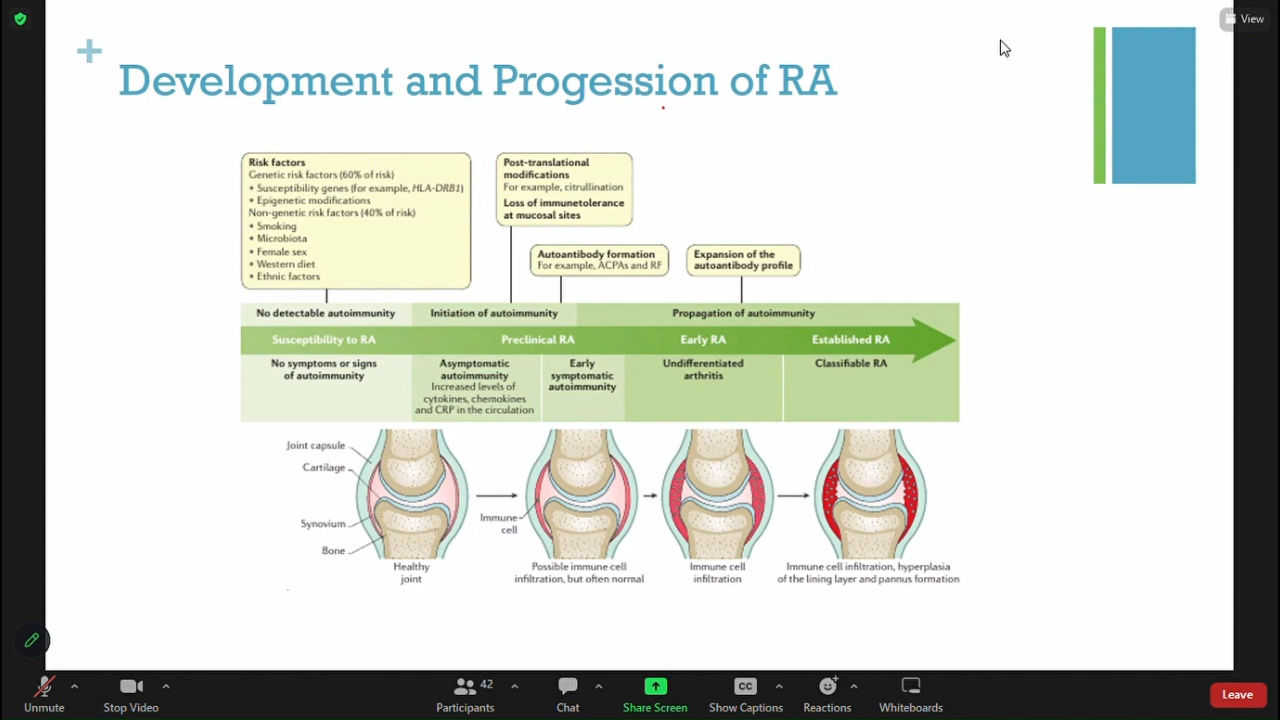 View
+
Development and Progession of RA
Risk factors
Genetic risk factors (60% of risk)
• Susceptibility genes (for example, HLA-DRB1)
• Epigenetic modifications
Non-genetic risk factors (40% of risk)
• Smoking
• Microbiota
• Female sex
• Western diet
• Ethnic factors
Post-translational
modifications
For example, citrullination
Loss of immunetolerance
at mucosal sites
Autoantibody formation
For example, ACPAs and RF
Expansion of the
autoantibody profile
No detectable autoimmunity
Initiation of autoimmunity
Propagation of autoimmunity
Susceptibility to RA
Preclinical RA
Early RA
Established RA
No symptoms or signs
of autoimmunity
Asymptomatic
autoimmunity
Increased levels of
cytokines, chemokines
and CRP in the circulation
Early
symptomatic
autoimmunity
Undifferentiated
arthritis
Classifiable RA
Joint capsule
Cartilage
Synovium
Bone
Immune
cell
Healthy
joint
Possible immune cell
infiltration, but often normal
Immune cell
infiltration
Immune cell infiltration, hyperplasia
of the lining layer and pannus formation
Unmute
Stop Video
Participants
42
Chat
Share Screen
CC
Show Captions
Reactions
Whiteboards
Leave